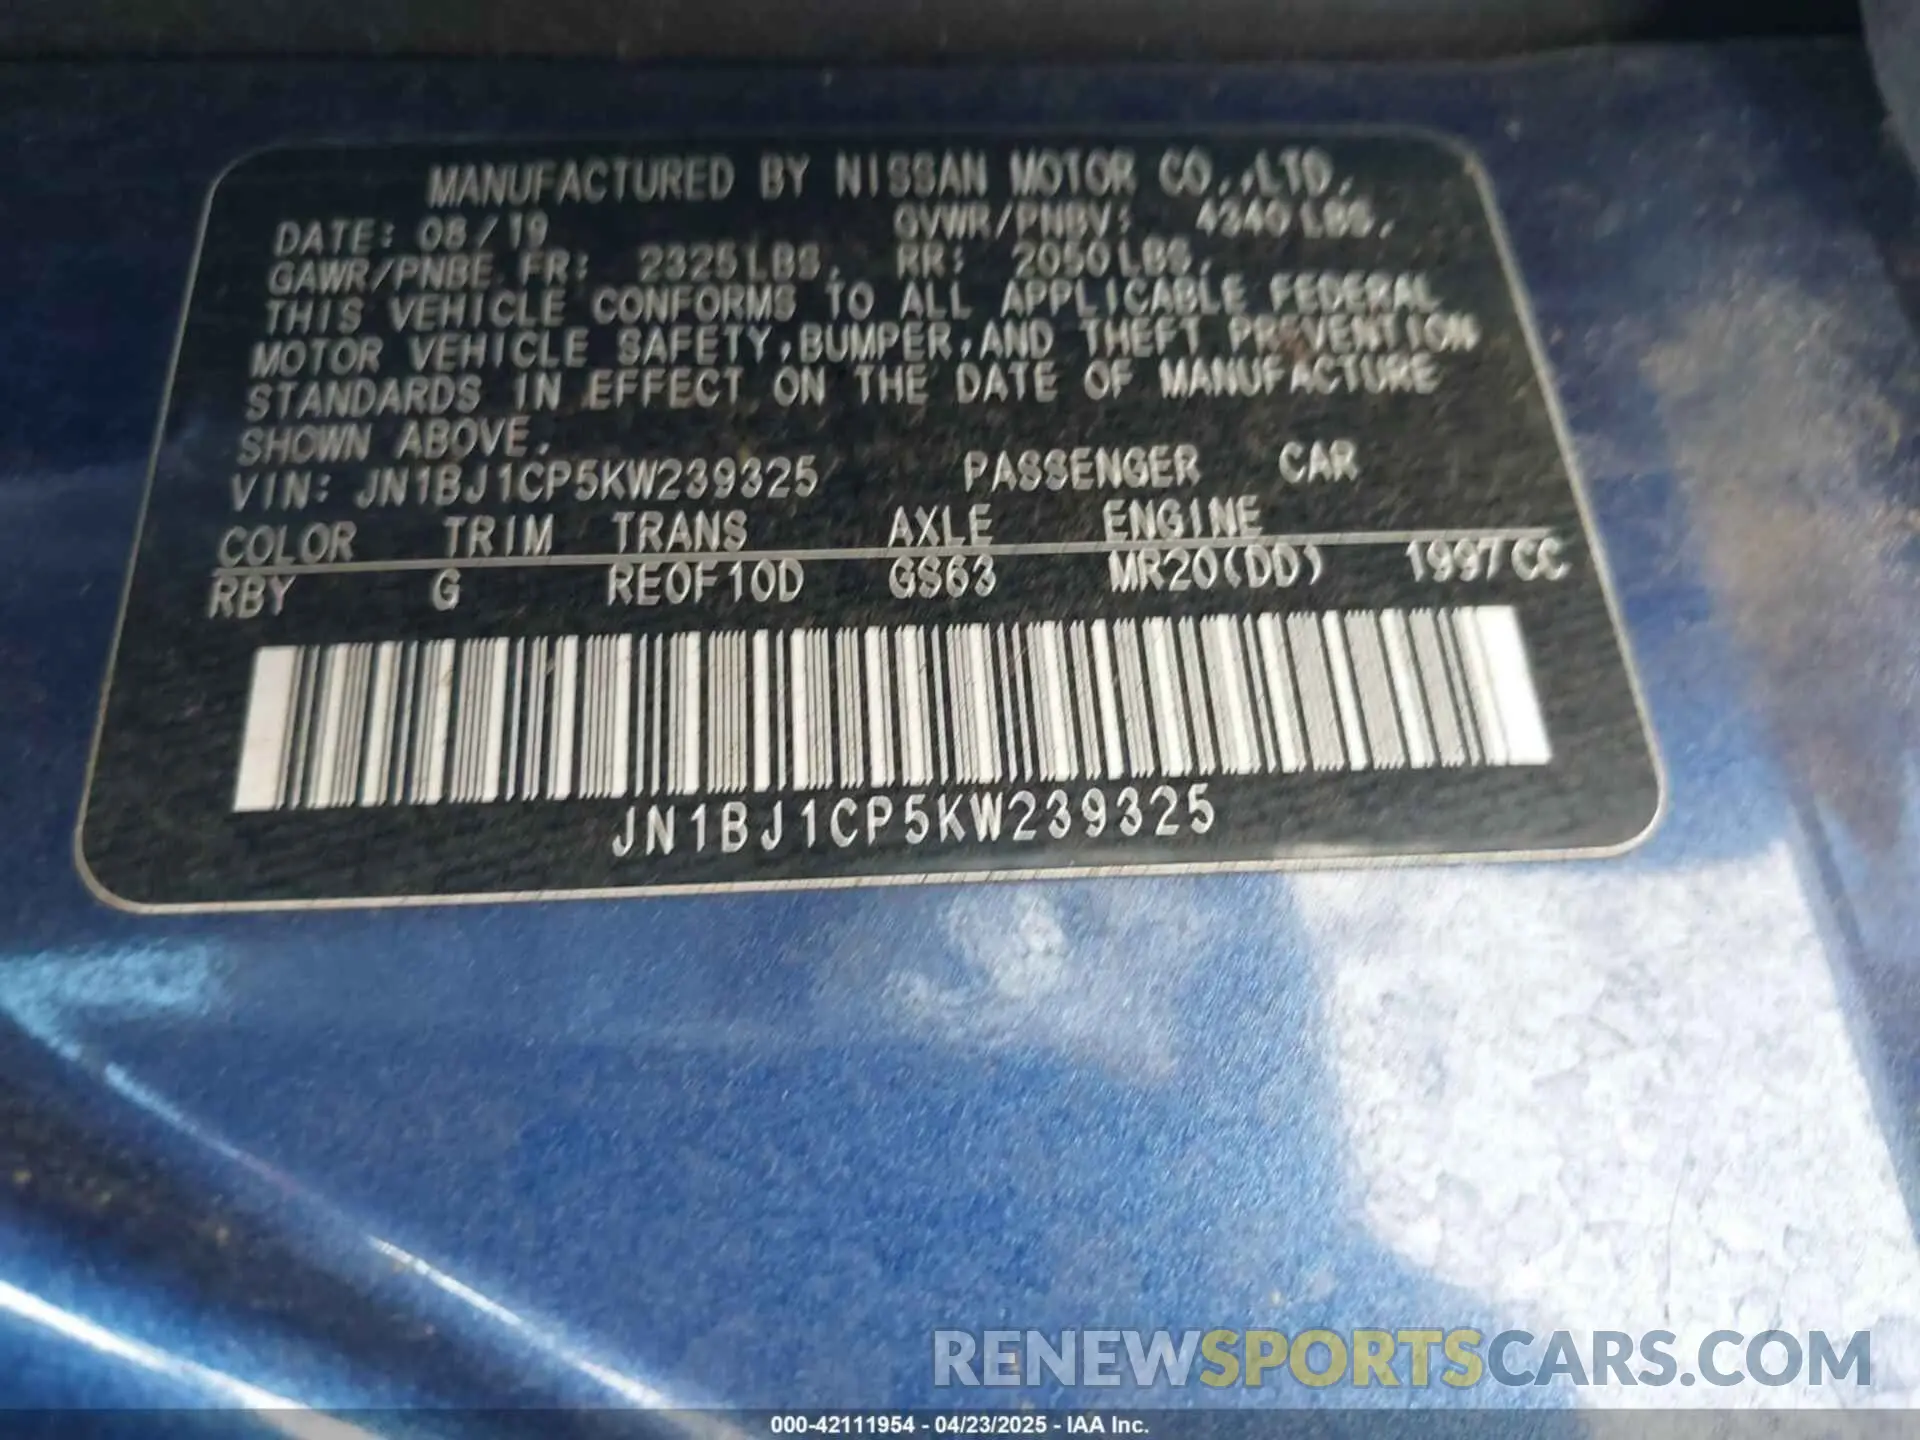 MANUFACTURED BY NISSAN MOTOR CO.,LTD.
DATE: 08/19 GVWR/PNBV: 4340 LBS.
GAWR/PNBE FR: 2325 LBS. RR: 2050 LBS.
THIS VEHICLE CONFORMS TO ALL APPLICABLE FEDERAL
MOTOR VEHICLE SAFETY,BUMPER,AND THEFT PREVENTION
STANDARDS IN EFFECT ON THE DATE OF MANUFACTURE
SHOWN ABOVE.
VIN: JN1BJ1CP5KW239325 PASSENGER CAR
COLOR TRIM TRANS AXLE ENGINE
RBY G RE0F10D GS63 MR20(DD) 1997CC
JN1BJ1CP5KW239325
RENEWSPORTSCARS.COM
000-42111954 - 04/23/2025 - IAA Inc.